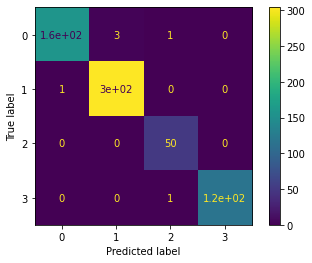 300
0 1.6e+02 3 1 0
250
1 1 3e+02 0 0
200
True label
150
2 0 0 50 0
100
3 0 0 1 1.2e+02
50
0
0 1 2 3
Predicted label